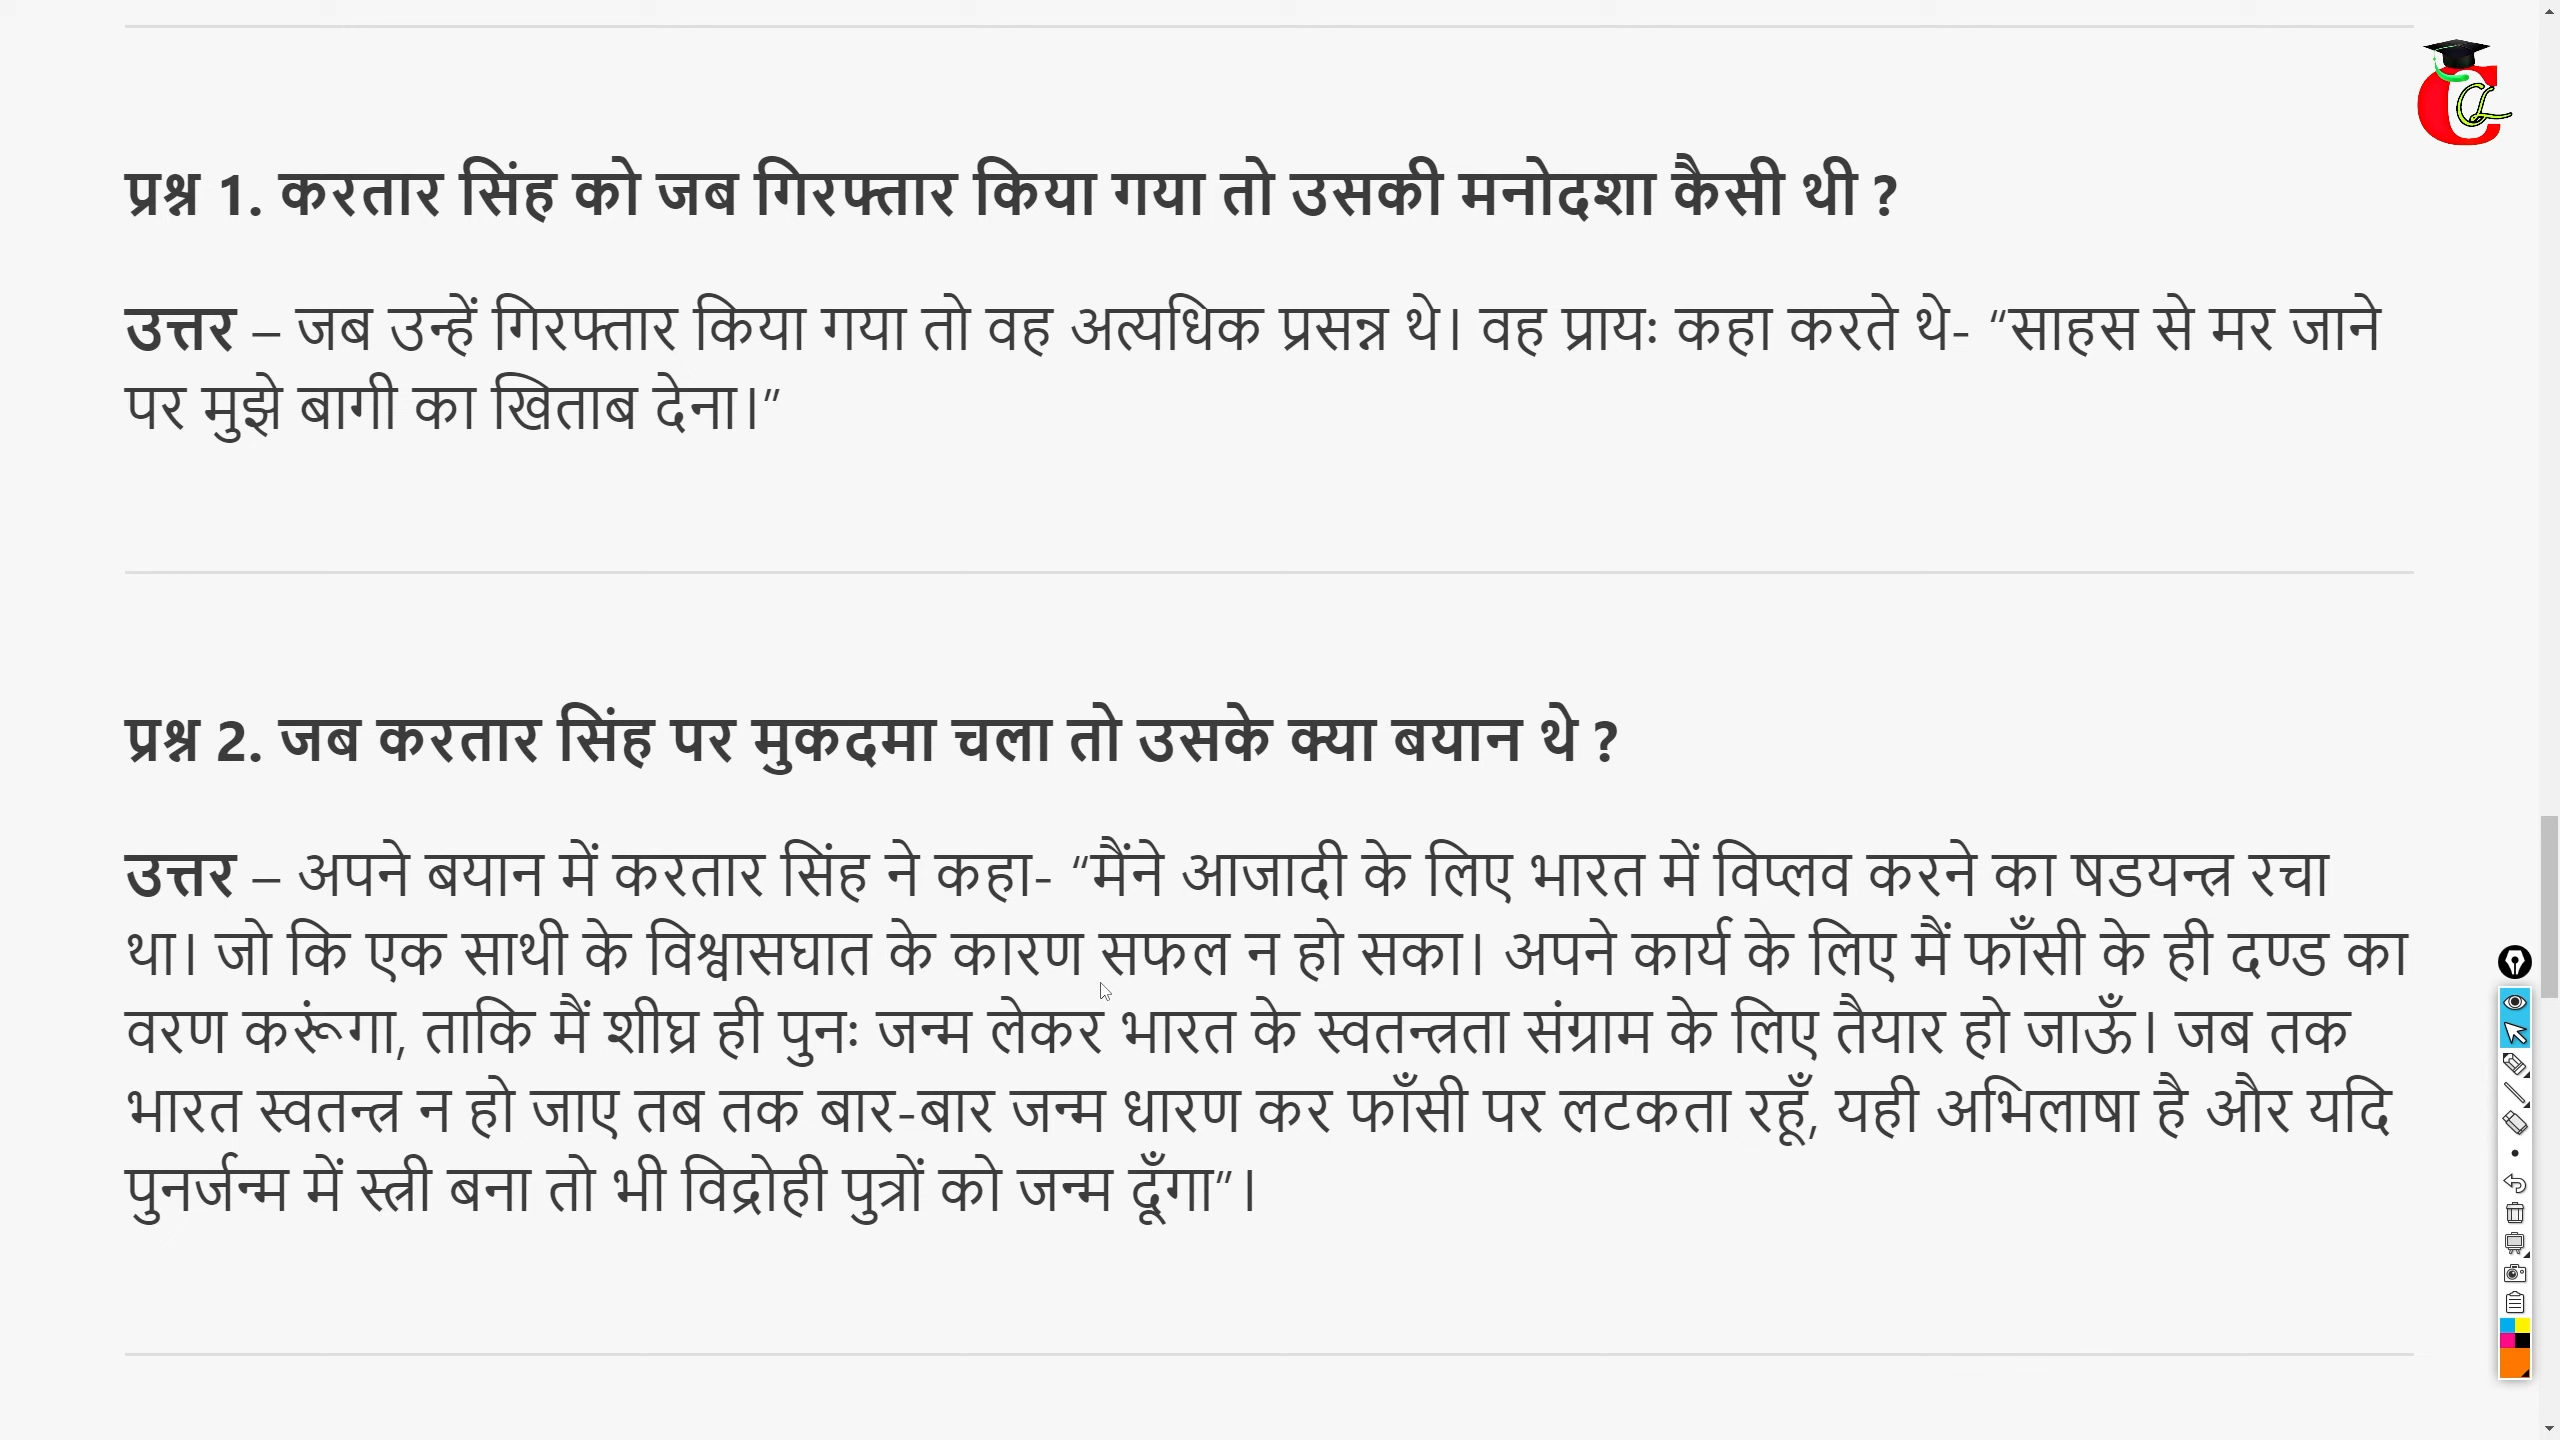 प्रश्न 1. करतार सिंह को जब गिरफ्तार किया गया तो उसकी मनोदशा कैसी थी ?
उत्तर – जब उन्हें गिरफ्तार किया गया तो वह अत्यधिक प्रसन्न थे। वह प्रायः कहा करते थे- “साहस से मर जाने
पर मुझे बागी का खिताब देना।”
प्रश्न 2. जब करतार सिंह पर मुकदमा चला तो उसके क्या बयान थे ?
उत्तर – अपने बयान में करतार सिंह ने कहा- “मैंने आजादी के लिए भारत में विप्लव करने का षडयन्त्र रचा
था। जो कि एक साथी के विश्वासघात के कारण सफल न हो सका। अपने कार्य के लिए मैं फाँसी के ही दण्ड का
वरण करूंगा, ताकि मैं शीघ्र ही पुनः जन्म लेकर भारत के स्वतन्त्रता संग्राम के लिए तैयार हो जाऊँ। जब तक
भारत स्वतन्त्र न हो जाए तब तक बार-बार जन्म धारण कर फाँसी पर लटकता रहूँ, यही अभिलाषा है और यदि
पुनर्जन्म में स्त्री बना तो भी विद्रोही पुत्रों को जन्म दूँगा”।